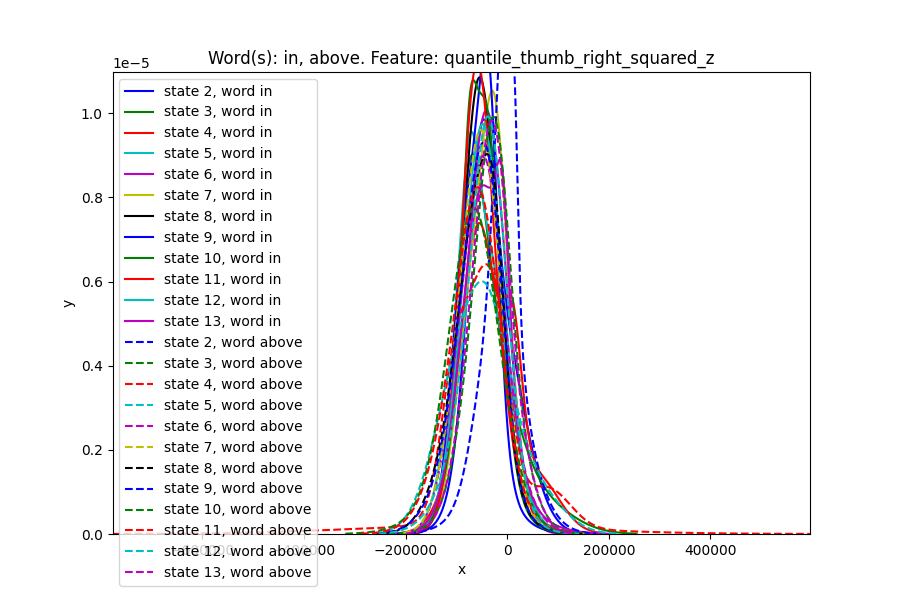 Word(s): in, above. Feature: quantile_thumb_right_squared_z
1e−5
1.0
0.8
0.6
0.4
0.2
0.0
y
state 2, word in
state 3, word in
state 4, word in
state 5, word in
state 6, word in
state 7, word in
state 8, word in
state 9, word in
state 10, word in
state 11, word in
state 12, word in
state 13, word in
state 2, word above
state 3, word above
state 4, word above
state 5, word above
state 6, word above
state 7, word above
state 8, word above
state 9, word above
state 10, word above
state 11, word above
state 12, word above
state 13, word above
−200000 0 200000 400000
x